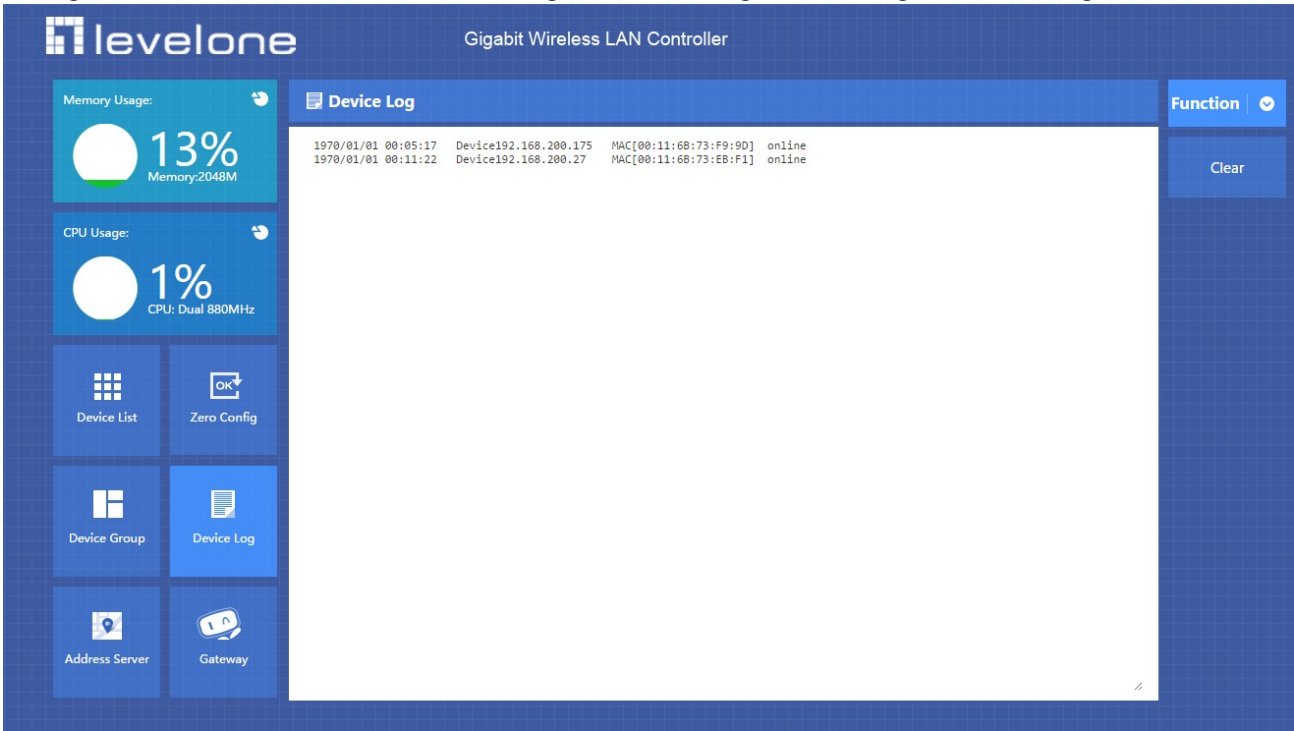 levelone
Gigabit Wireless LAN Controller
Memory Usage:
13%
Memory:2048M
CPU Usage:
1%
CPU: Dual 880MHz
Device List
Zero Config
OK
Device Group
Device Log
Address Server
Gateway
Device Log
1970/01/01 00:05:17 Device192.168.200.175 MAC[00:11:6B:73:F9:9D] online
1970/01/01 00:11:22 Device192.168.200.27 MAC[00:11:6B:73:EB:F1] online
Function
Clear